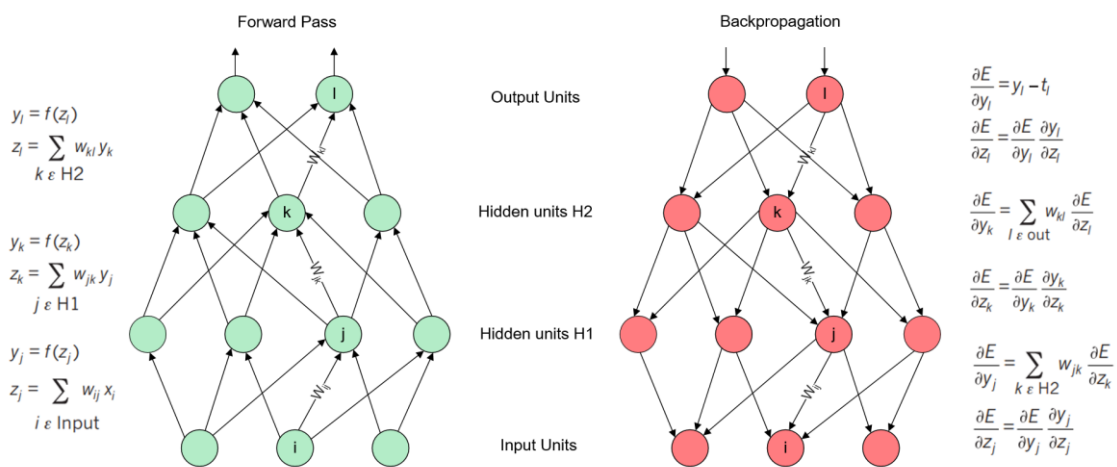 Forward Pass
Backpropagation
Output Units
Hidden units H2
Hidden units H1
Input Units
y_l = f(z_l)
z_l = ∑ w_kl y_k
k ε H2
y_k = f(z_k)
z_k = ∑ w_jk y_j
j ε H1
y_j = f(z_j)
z_j = ∑ w_ij x_i
i ε Input
l
W_kl
k
W_jk
j
W_ij
i
l
W_kl
k
W_jk
j
W_ij
i
∂E/∂y_l = y_l – t_l
∂E/∂z_l = ∂E/∂y_l ∂y_l/∂z_l
∂E/∂y_k = ∑ w_kl ∂E/∂z_l
l ε out
∂E/∂z_k = ∂E/∂y_k ∂y_k/∂z_k
∂E/∂y_j = ∑ w_jk ∂E/∂z_k
k ε H2
∂E/∂z_j = ∂E/∂y_j ∂y_j/∂z_j